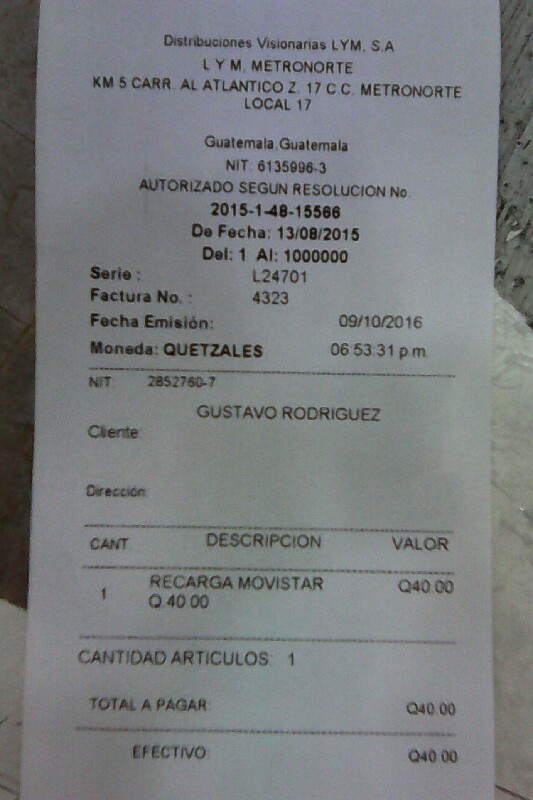 Distribuciones Visionarias LYM, S.A
L Y M, METRONORTE
KM 5 CARR. AL ATLANTICO Z. 17 C.C. METRONORTE
LOCAL 17
Guatemala,Guatemala
NIT: 6135996-3
AUTORIZADO SEGUN RESOLUCION No.
2015-1-48-15566
De Fecha: 13/08/2015
Del: 1 Al: 1000000
Serie : L24701
Factura No. : 4323
Fecha Emisión: 09/10/2016
Moneda: QUETZALES 06:53:31 p.m.
NIT: 2852760-7
GUSTAVO RODRIGUEZ
Cliente:
Dirección:
CANT. DESCRIPCION VALOR
1 RECARGA MOVISTAR Q40.00
Q.40.00
CANTIDAD ARTICULOS: 1
TOTAL A PAGAR: Q40.00
EFECTIVO: Q40.00